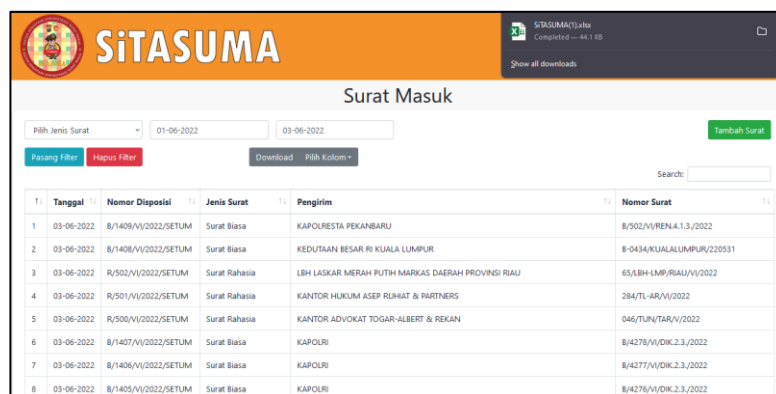 SiTASUMA
SiTASUMA(1).xlsx
Completed — 44.1 KB
Show all downloads
Surat Masuk
Pilih Jenis Surat 01-06-2022 03-06-2022 Tambah Surat
Pasang Filter Hapus Filter Download Pilih Kolom
Search:
Tanggal Nomor Disposisi Jenis Surat Pengirim Nomor Surat
1 03-06-2022 B/1409/VI/2022/SETUM Surat Biasa KAPOLRESTA PEKANBARU B/502/VI/REN.4.1.3./2022
2 03-06-2022 B/1408/VI/2022/SETUM Surat Biasa KEDUTAAN BESAR RI KUALA LUMPUR B-0434/KUALALUMPUR/220531
3 03-06-2022 R/502/VI/2022/SETUM Surat Rahasia LBH LASKAR MERAH PUTIH MARKAS DAERAH PROVINSI RIAU 65/LBH-LMP/RIAU/VI/2022
4 03-06-2022 R/501/VI/2022/SETUM Surat Rahasia KANTOR HUKUM ASEP RUHIAT & PARTNERS 284/TL-AR/VI/2022
5 03-06-2022 R/500/VI/2022/SETUM Surat Rahasia KANTOR ADVOKAT TOGAR-ALBERT & REKAN 046/TUN/TAR/V/2022
6 03-06-2022 B/1407/VI/2022/SETUM Surat Biasa KAPOLRI B/4278/VI/DIK.2.3./2022
7 03-06-2022 B/1406/VI/2022/SETUM Surat Biasa KAPOLRI B/4277/VI/DIK.2.3./2022
8 03-06-2022 B/1405/VI/2022/SETUM Surat Biasa KAPOLRI B/4276/VI/DIK.2.3./2022